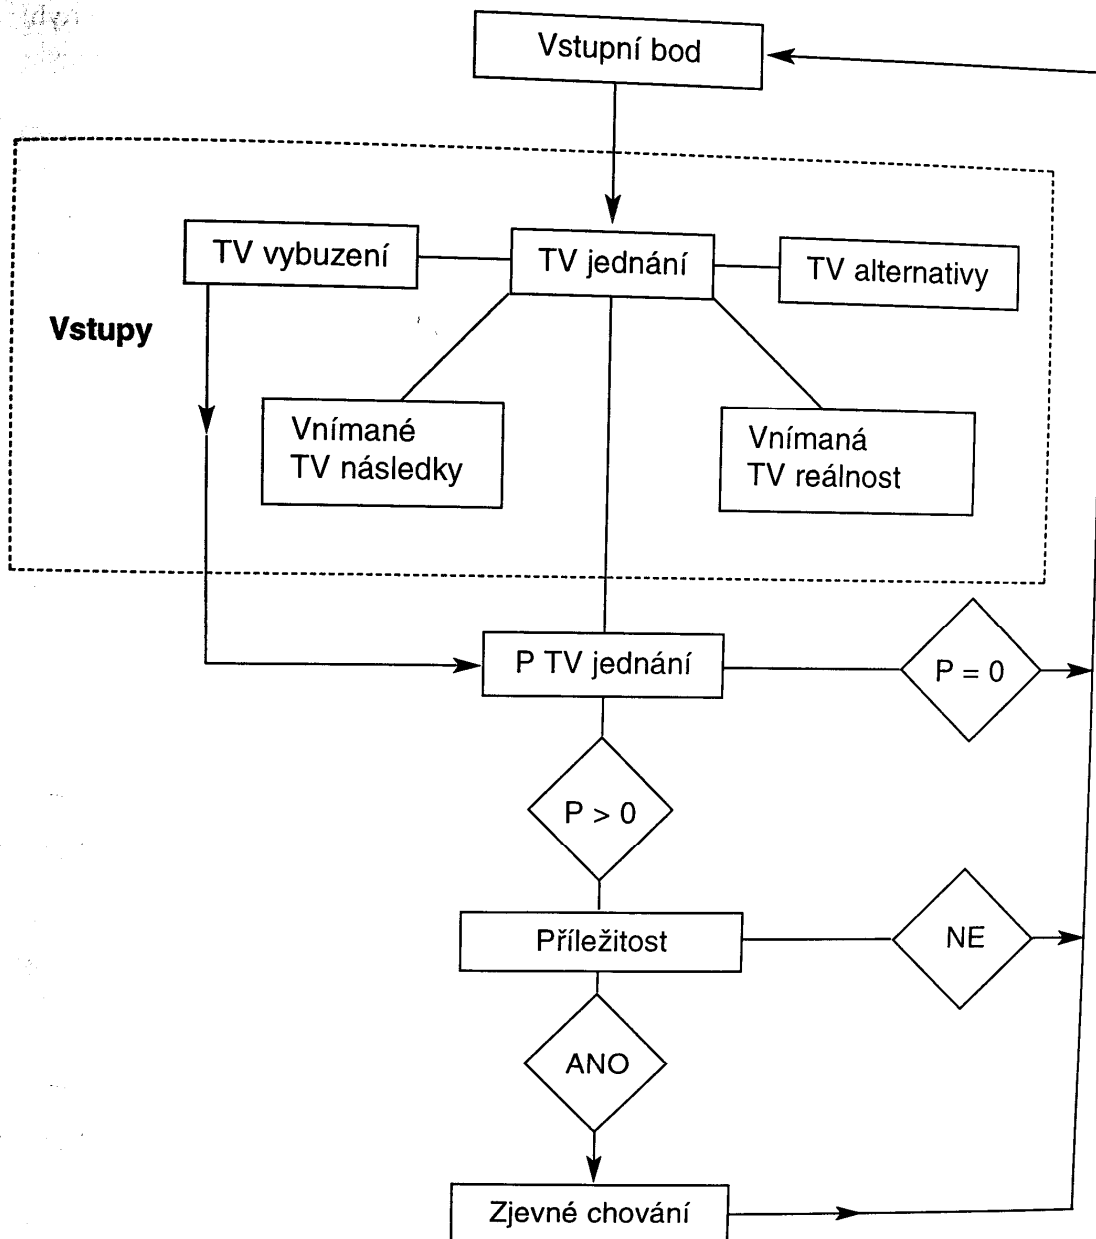 Vstupní bod
TV vybuzení
TV jednání
TV alternativy
Vstupy
Vnímané
TV následky
Vnímaná
TV reálnost
P TV jednání
P = 0
P > 0
Příležitost
NE
ANO
Zjevné chování